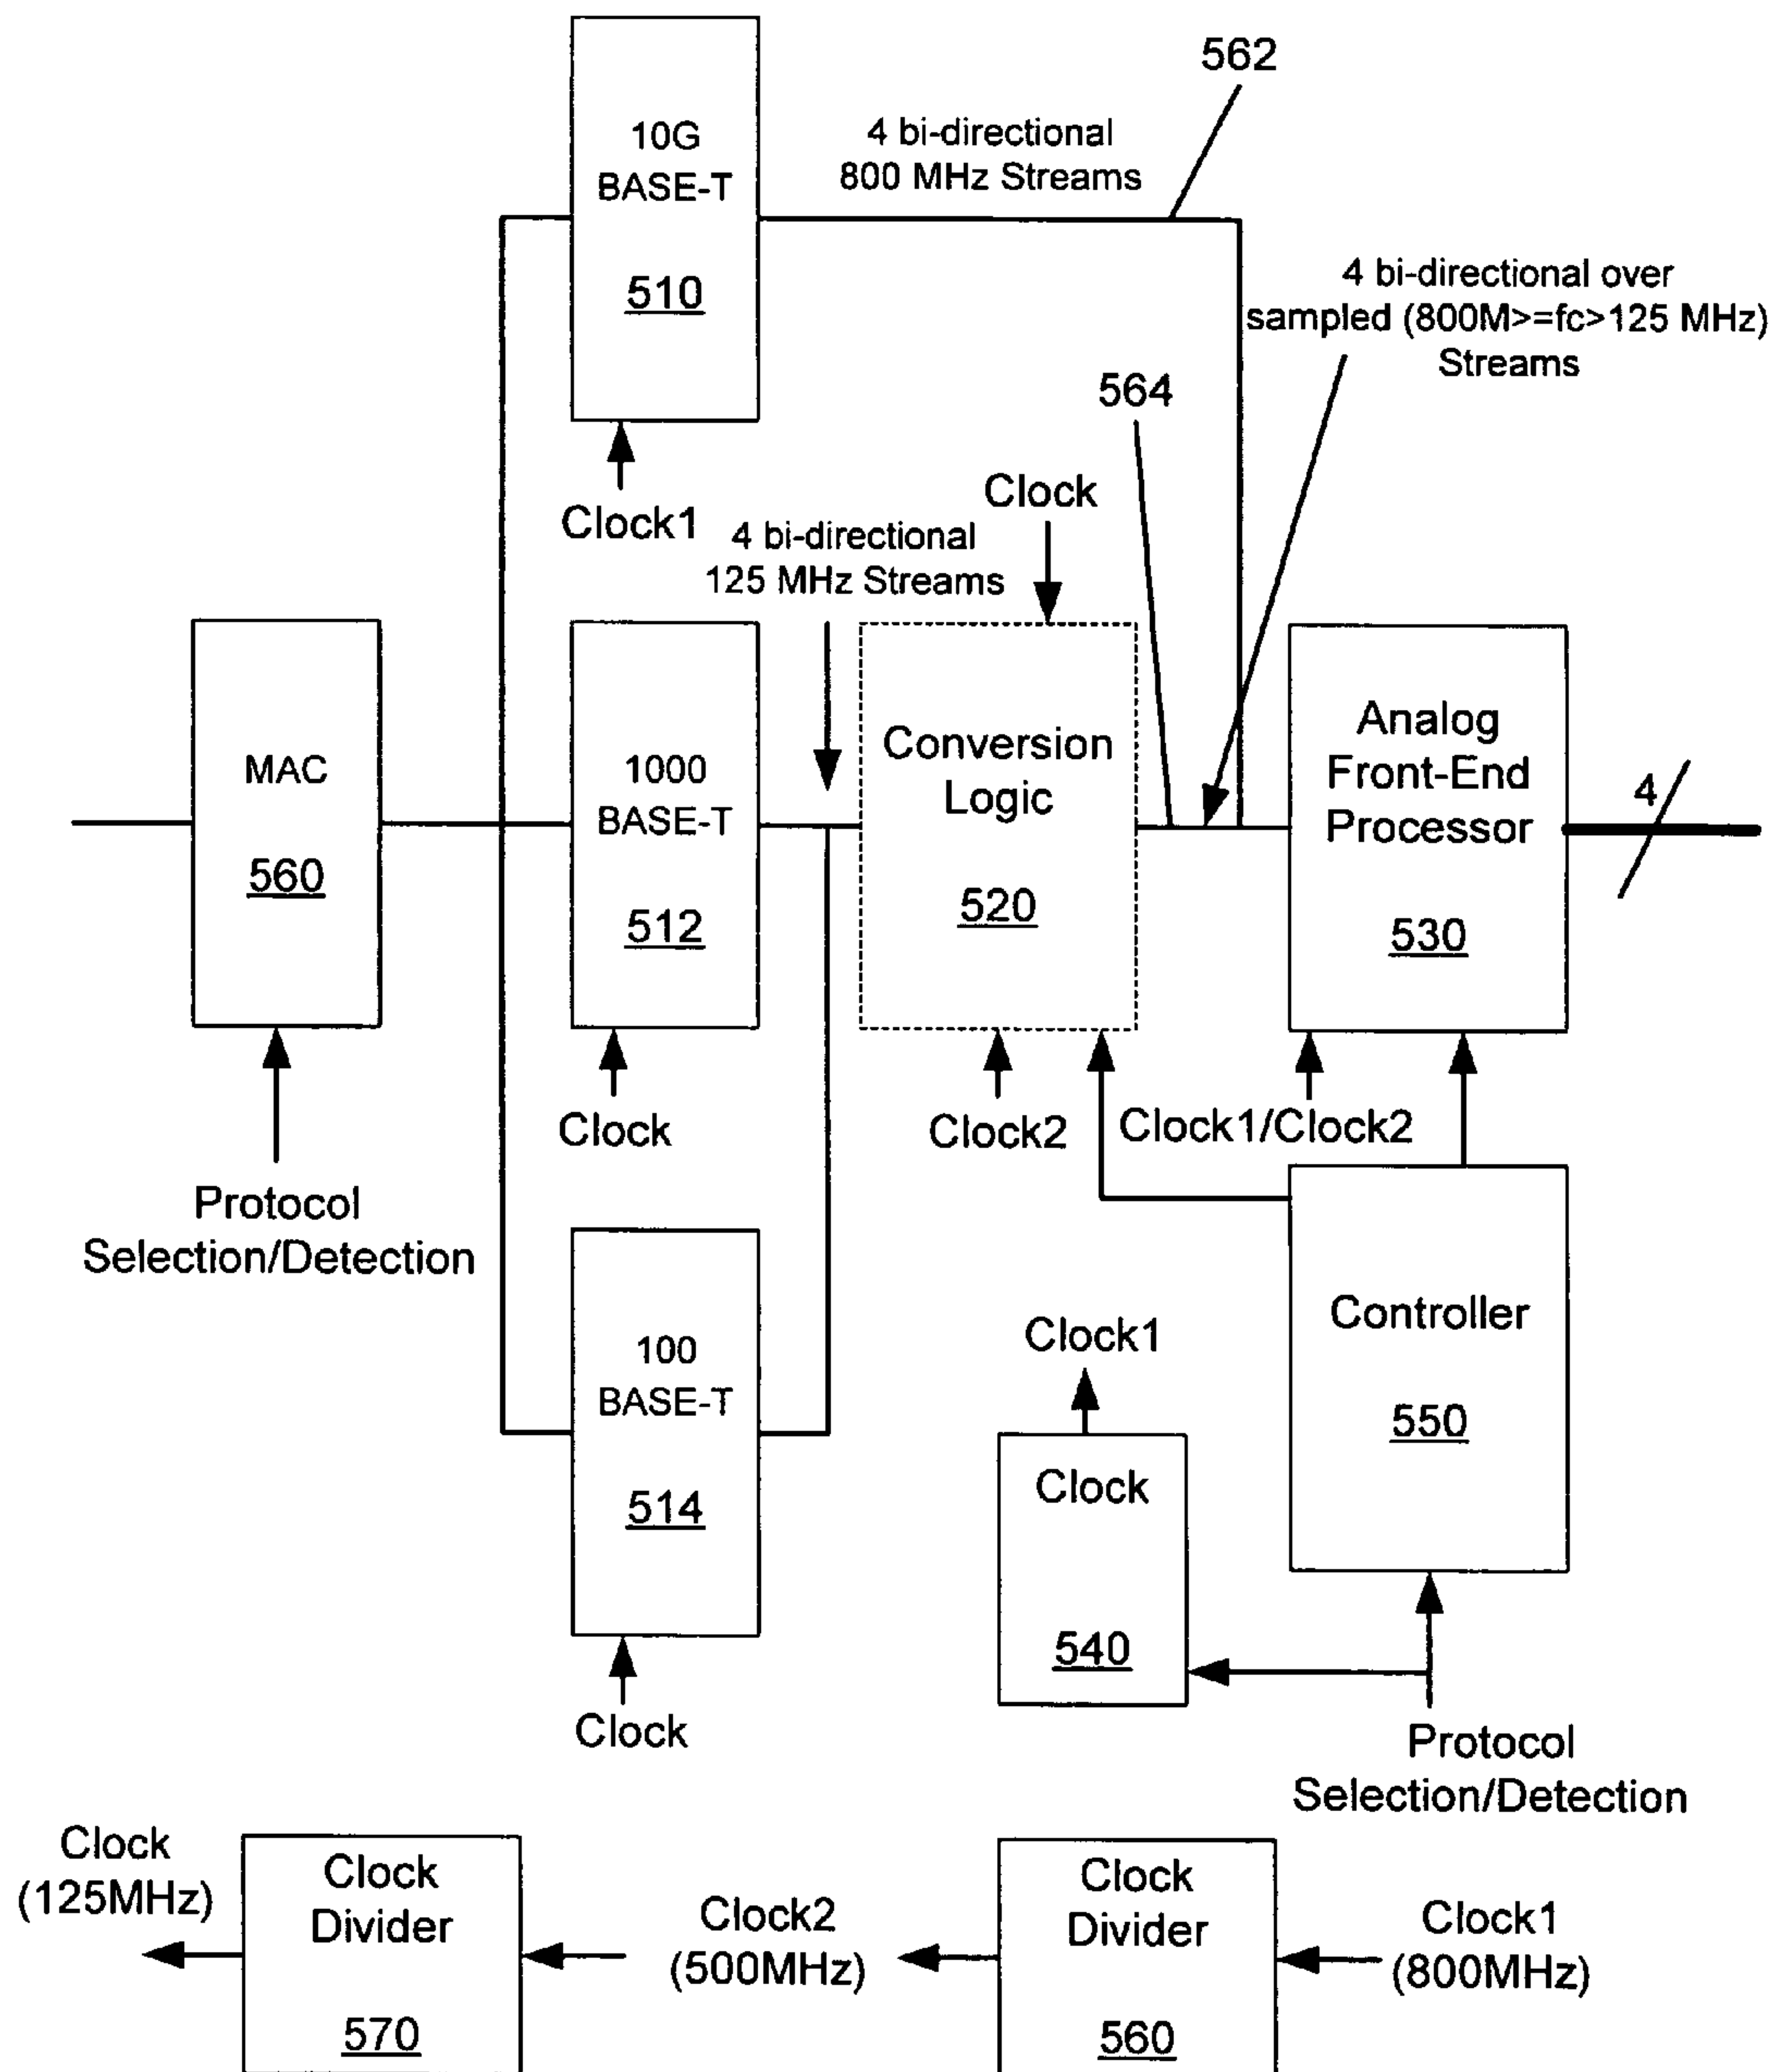 562
10G
BASE-T
510
4 bi-directional
800 MHz Streams
4 bi-directional over
sampled (800M>=fc>125 MHz)
Streams
564
Clock1
4 bi-directional
125 MHz Streams
Clock
MAC
560
1000
BASE-T
512
Conversion
Logic
520
Analog
Front-End
Processor
530
4
Clock
Clock2
Clock1/Clock2
Protocol
Selection/Detection
100
BASE-T
514
Clock
Controller
550
Clock1
Clock
540
Protocol
Selection/Detection
Clock
(125MHz)
Clock
Divider
570
Clock2
(500MHz)
Clock
Divider
560
Clock1
(800MHz)